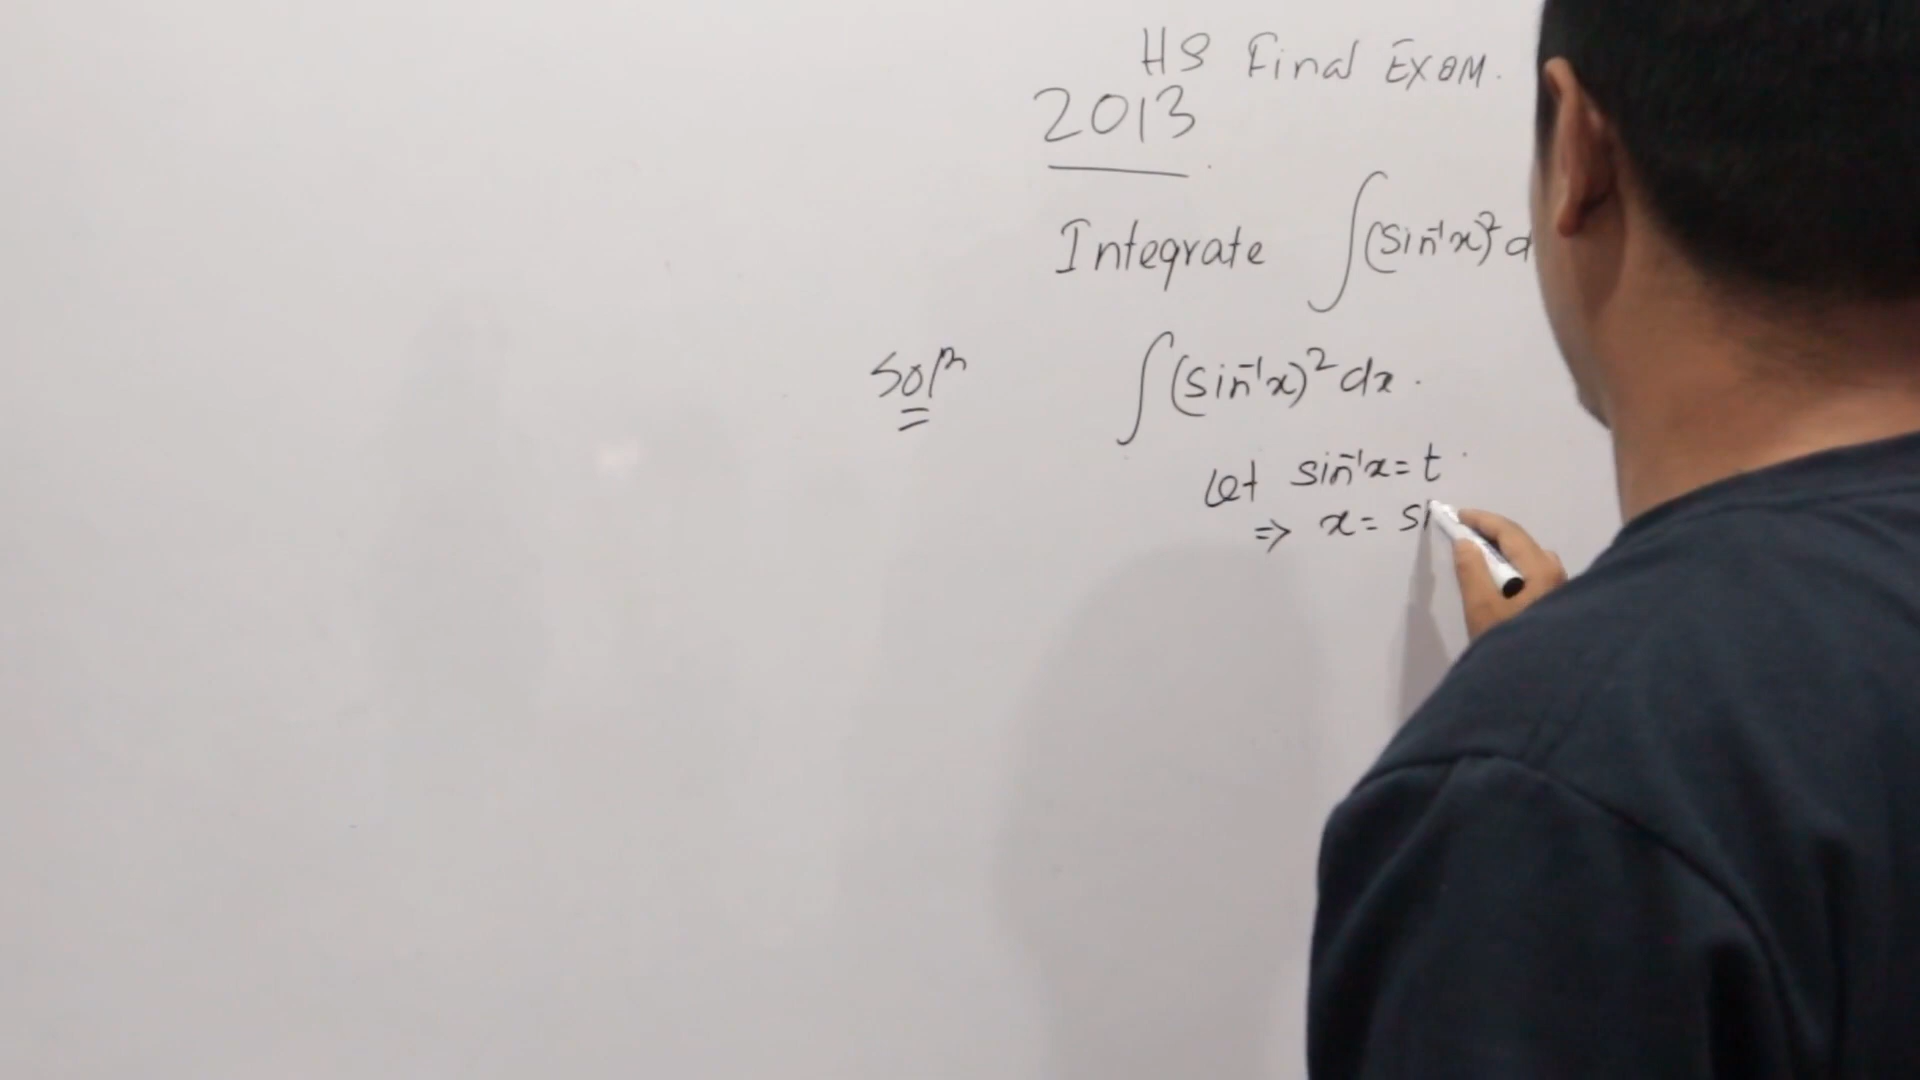 HS Final Exam.
2013
Integrate ∫(sin⁻¹x)² d
Solⁿ ∫(sin⁻¹x)² dx.
Let sin⁻¹x = t
⇒ x = si